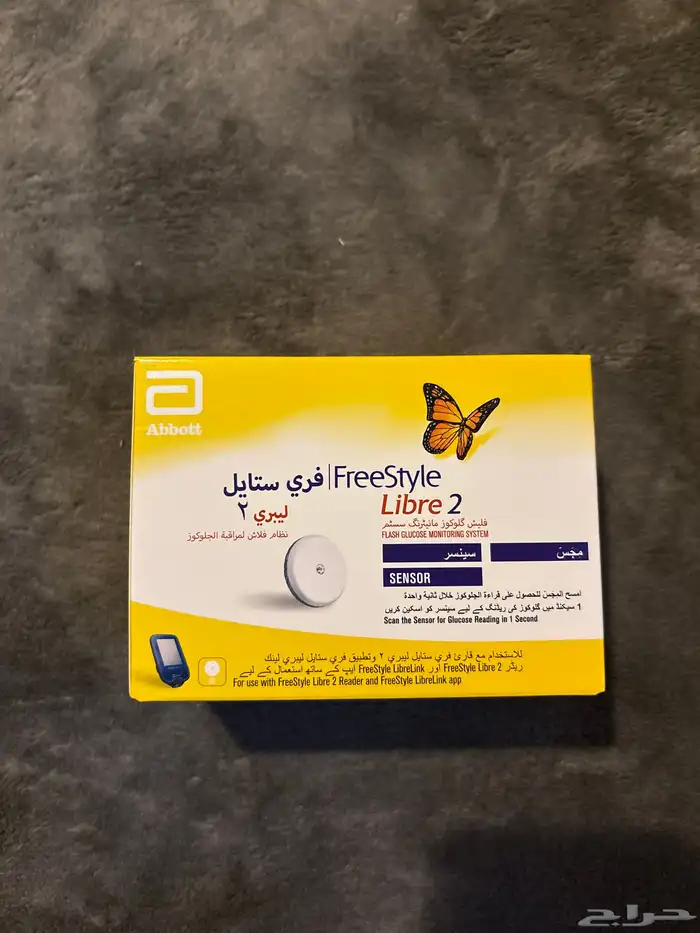 Abbott
فري ستايل | FreeStyle
ليبري ٢
Libre 2
نظام فلاش لمراقبة الجلوكوز
فلیش گلوکوز مانیٹرنگ سسٹم
FLASH GLUCOSE MONITORING SYSTEM
سینسر
مِجَسّ
SENSOR
امسح المجس للحصول على قراءة الجلوكوز خلال ثانية واحدة
1 سیکنڈ میں گلوکوز کی ریڈنگ کے لیے سینسر کو اسکین کریں
Scan the Sensor for Glucose Reading in 1 Second
للاستخدام مع قارئ فري ستايل ليبري ٢ وتطبيق فري ستايل ليبري لينك
ریڈر FreeStyle Libre 2 اور FreeStyle LibreLink ایپ کے ساتھ استعمال کے لیے
For use with FreeStyle Libre 2 Reader and FreeStyle LibreLink app
حراج